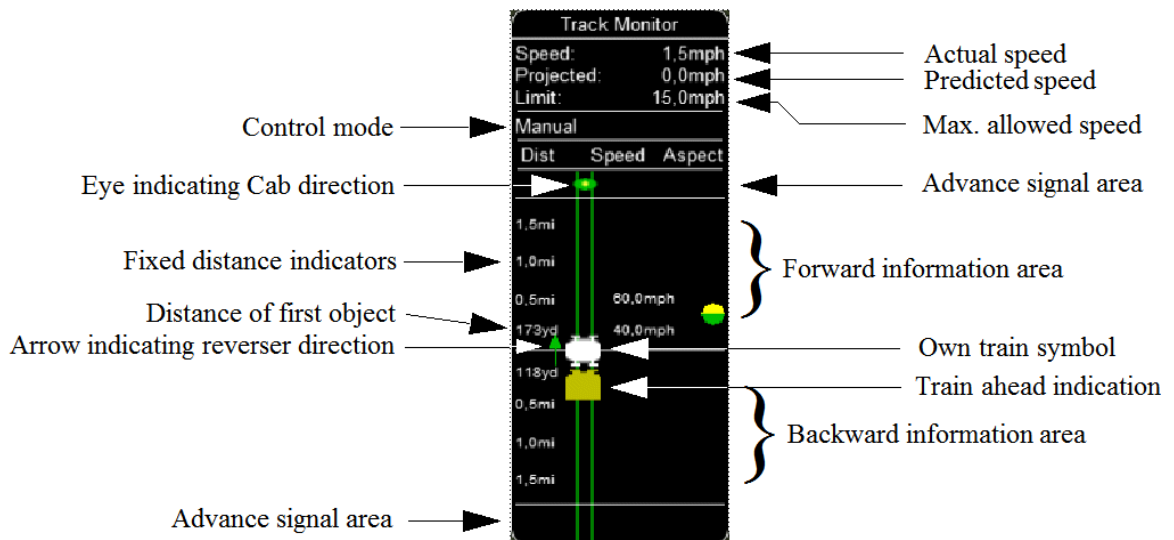 Track Monitor
Speed: 1,5mph
Actual speed
Projected: 0,0mph
Predicted speed
Limit: 15,0mph
Max. allowed speed
Control mode
Manual
Dist Speed Aspect
Eye indicating Cab direction
Advance signal area
1,5mi
Fixed distance indicators
1,0mi
Forward information area
0,5mi 60,0mph
Distance of first object
173yd 40,0mph
Arrow indicating reverser direction
Own train symbol
118yd
Train ahead indication
0,5mi
1,0mi
Backward information area
1,5mi
Advance signal area